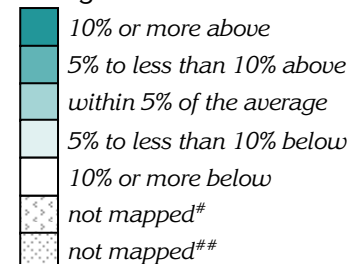 10% or more above
5% to less than 10% above
within 5% of the average
5% to less than 10% below
10% or more below
not mapped#
not mapped##